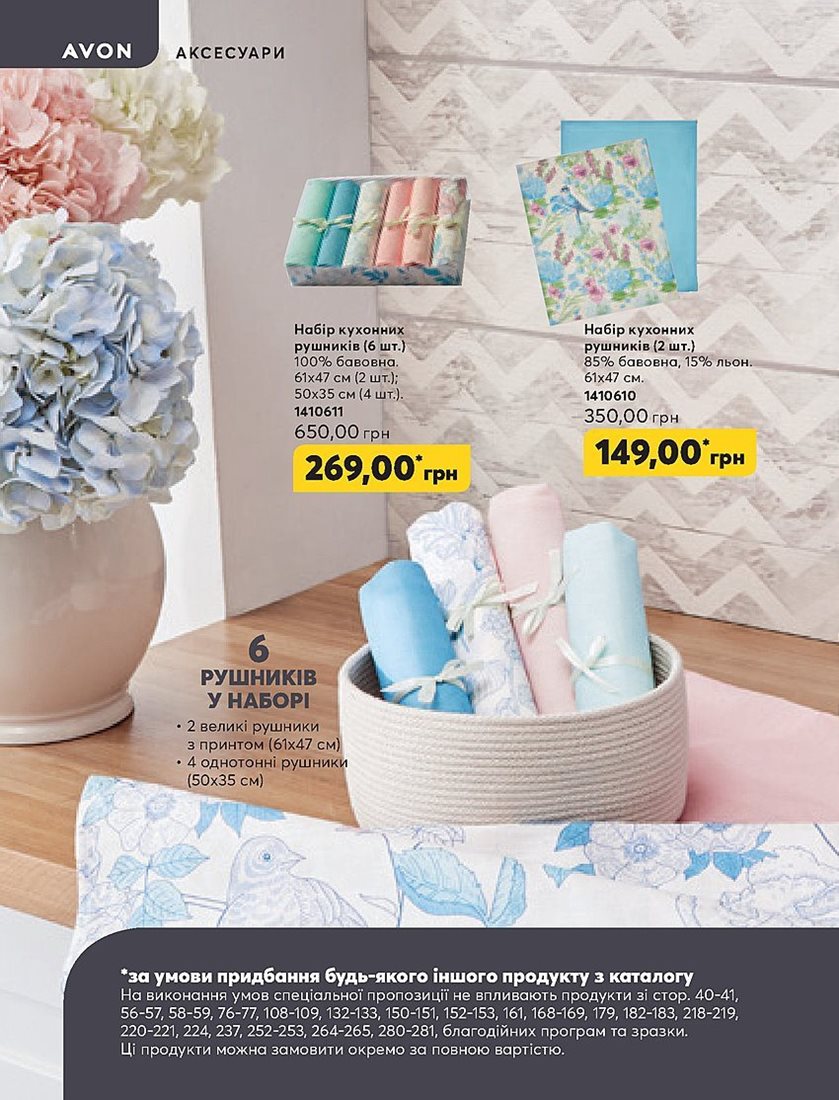 AVON
АКСЕСУАРИ
Набір кухонних
рушників (6 шт.)
100% бавовна.
61х47 см (2 шт.);
50х35 см (4 шт.).
1410611
650,00 грн
269,00* грн
Набір кухонних
рушників (2 шт.)
85% бавовна, 15% льон.
61х47 см.
1410610
350,00 грн
149,00* грн
6
РУШНИКІВ
У НАБОРІ
• 2 великі рушники
з принтом (61х47 см)
• 4 однотонні рушники
(50х35 см)
*за умови придбання будь-якого іншого продукту з каталогу
На виконання умов спеціальної пропозиції не впливають продукти зі стор. 40-41,
56-57, 58-59, 76-77, 108-109, 132-133, 150-151, 152-153, 161, 168-169, 179, 182-183, 218-219,
220-221, 224, 237, 252-253, 264-265, 280-281, благодійних програм та зразки.
Ці продукти можна замовити окремо за повною вартістю.